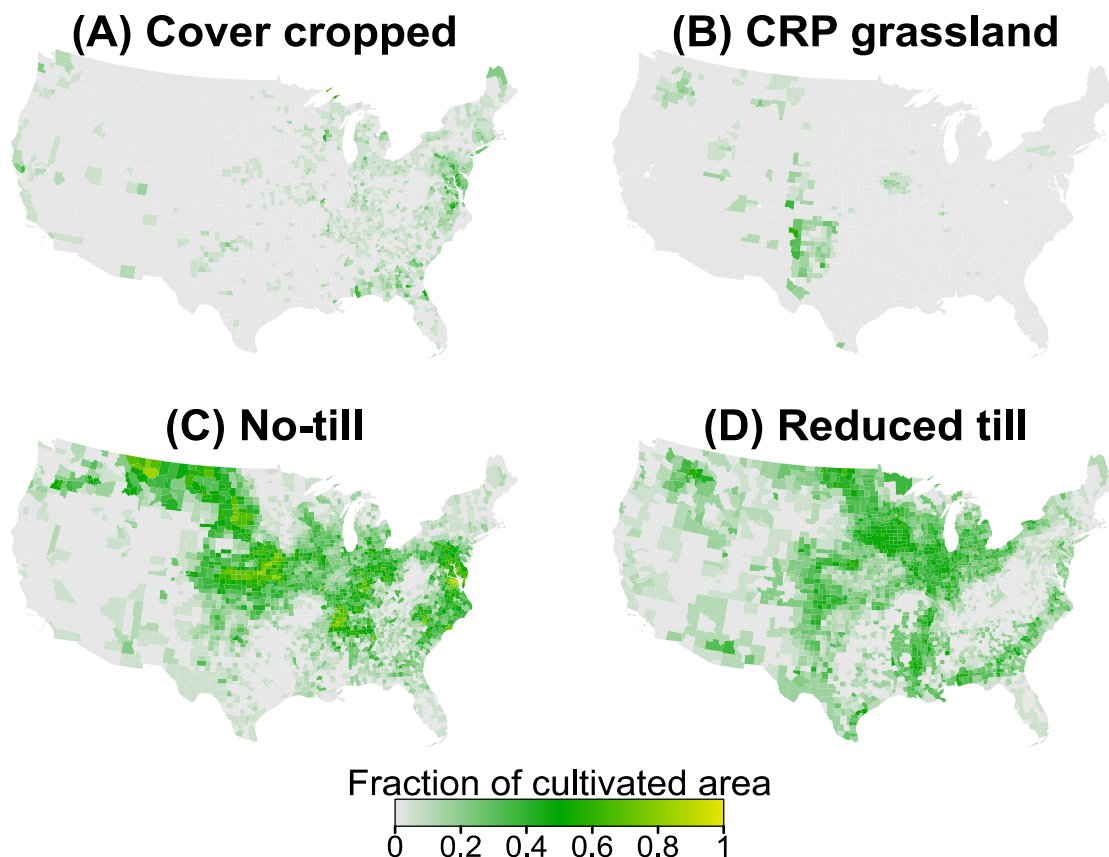 (A) Cover cropped
(B) CRP grassland
(C) No-till
(D) Reduced till
Fraction of cultivated area
0 0.2 0.4 0.6 0.8 1